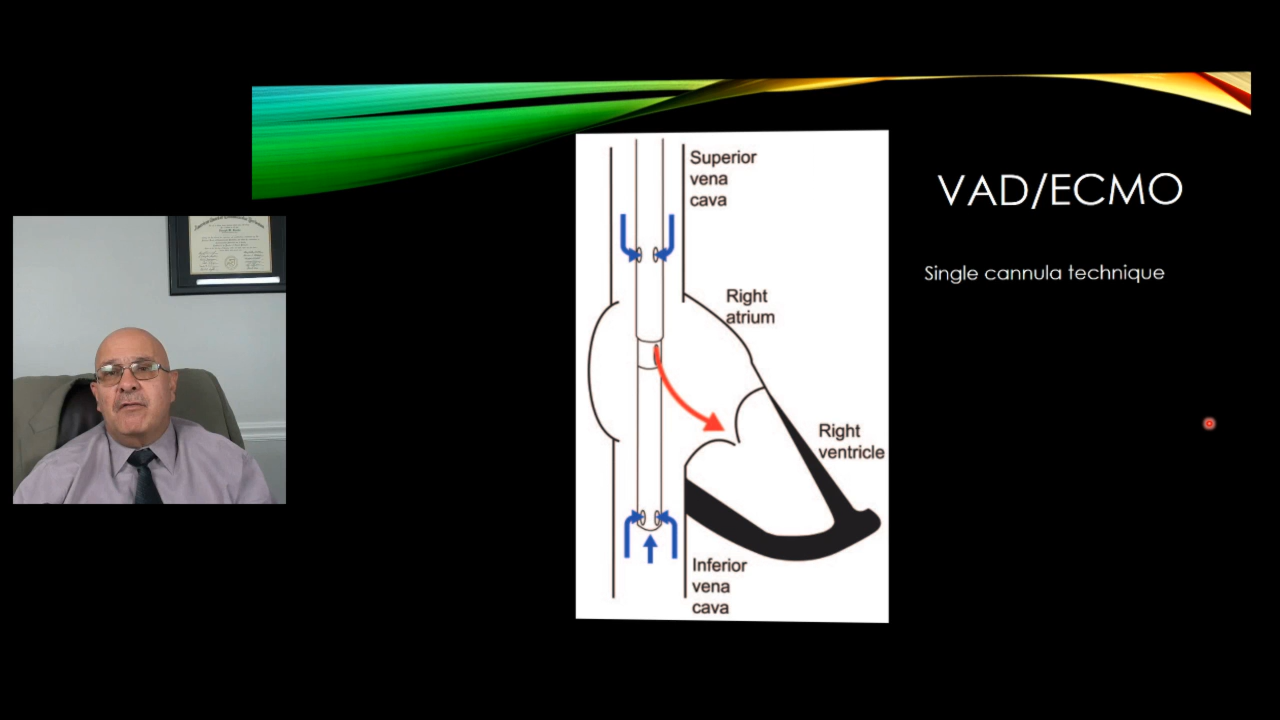 Superior
vena
cava
VAD/ECMO
Single cannula technique
Right
atrium
Right
ventricle
Inferior
vena
cava